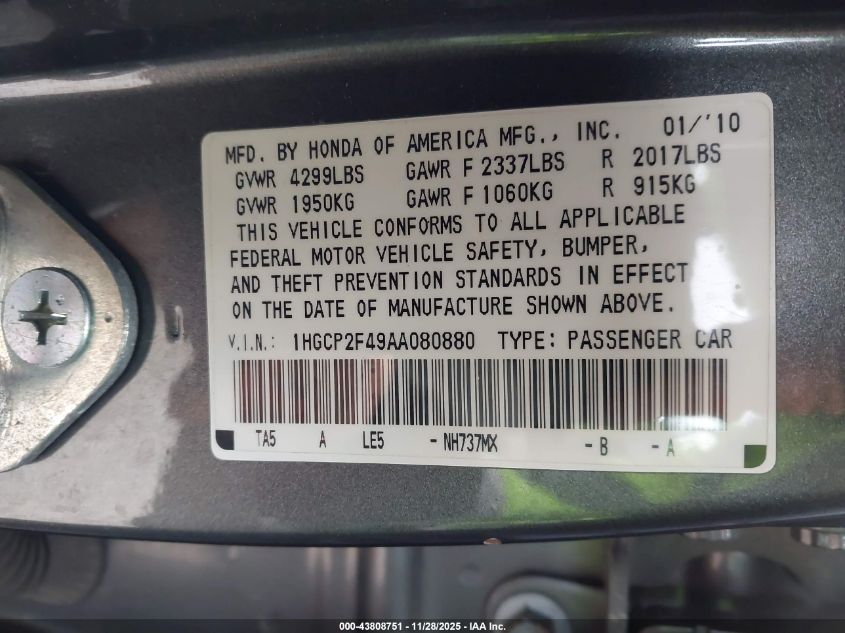 MFD. BY HONDA OF AMERICA MFG., INC. 01/'10
GVWR 4299LBS GAWR F 2337LBS R 2017LBS
GVWR 1950KG GAWR F 1060KG R 915KG
THIS VEHICLE CONFORMS TO ALL APPLICABLE
FEDERAL MOTOR VEHICLE SAFETY, BUMPER,
AND THEFT PREVENTION STANDARDS IN EFFECT
ON THE DATE OF MANUFACTURE SHOWN ABOVE.
V.I.N.: 1HGCP2F49AA080880 TYPE: PASSENGER CAR
TA5 A LE5 -NH737MX -B -A
000-43808751 | 11/28/2025 - IAA Inc.